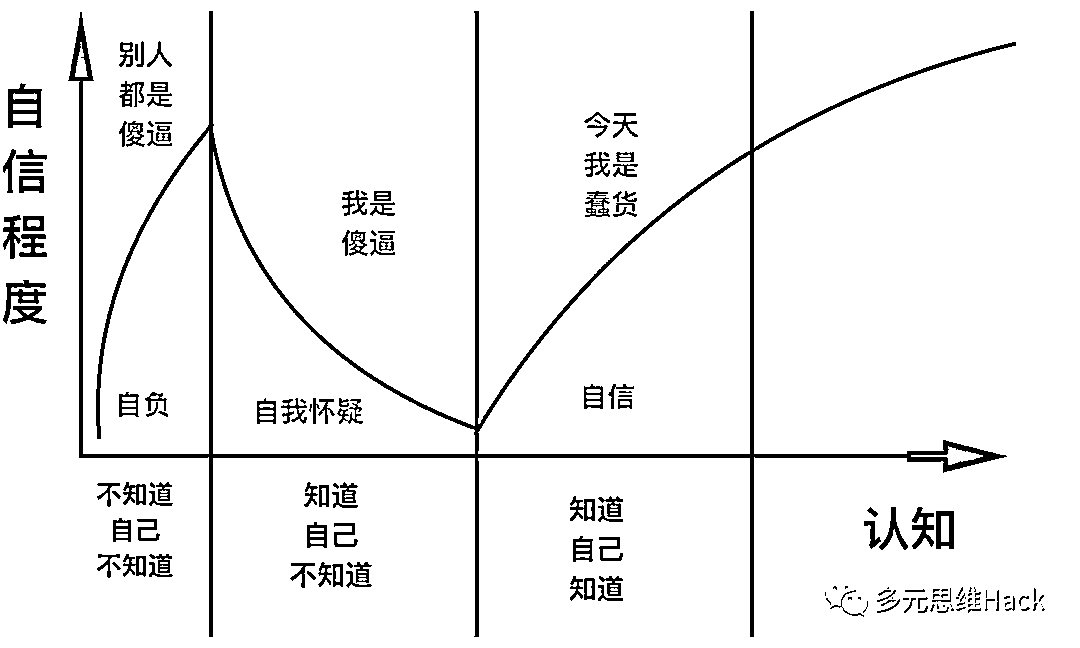 自
信
程
度
别人
都是
傻逼
我是
傻逼
今天
我是
蠢货
自负
自我怀疑
自信
不知道
自己
不知道
知道
自己
不知道
知道
自己
知道
认知
多元思维Hack